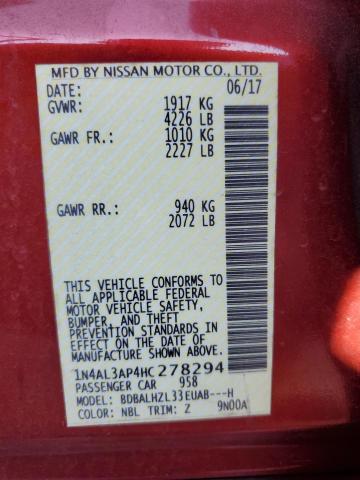 MFD BY NISSAN MOTOR CO., LTD.
DATE: 06/17
GVWR: 1917 KG
4226 LB
GAWR FR.: 1010 KG
2227 LB
GAWR RR.: 940 KG
2072 LB
THIS VEHICLE CONFORMS TO
ALL APPLICABLE FEDERAL
MOTOR VEHICLE SAFETY,
BUMPER, AND THEFT
PREVENTION STANDARDS IN
EFFECT ON THE DATE OF
MANUFACTURE SHOWN ABOVE.
1N4AL3AP4HC278294
PASSENGER CAR 958
MODEL: BDBALHZL33EUAB---H
COLOR: NBL TRIM: Z 9N00A